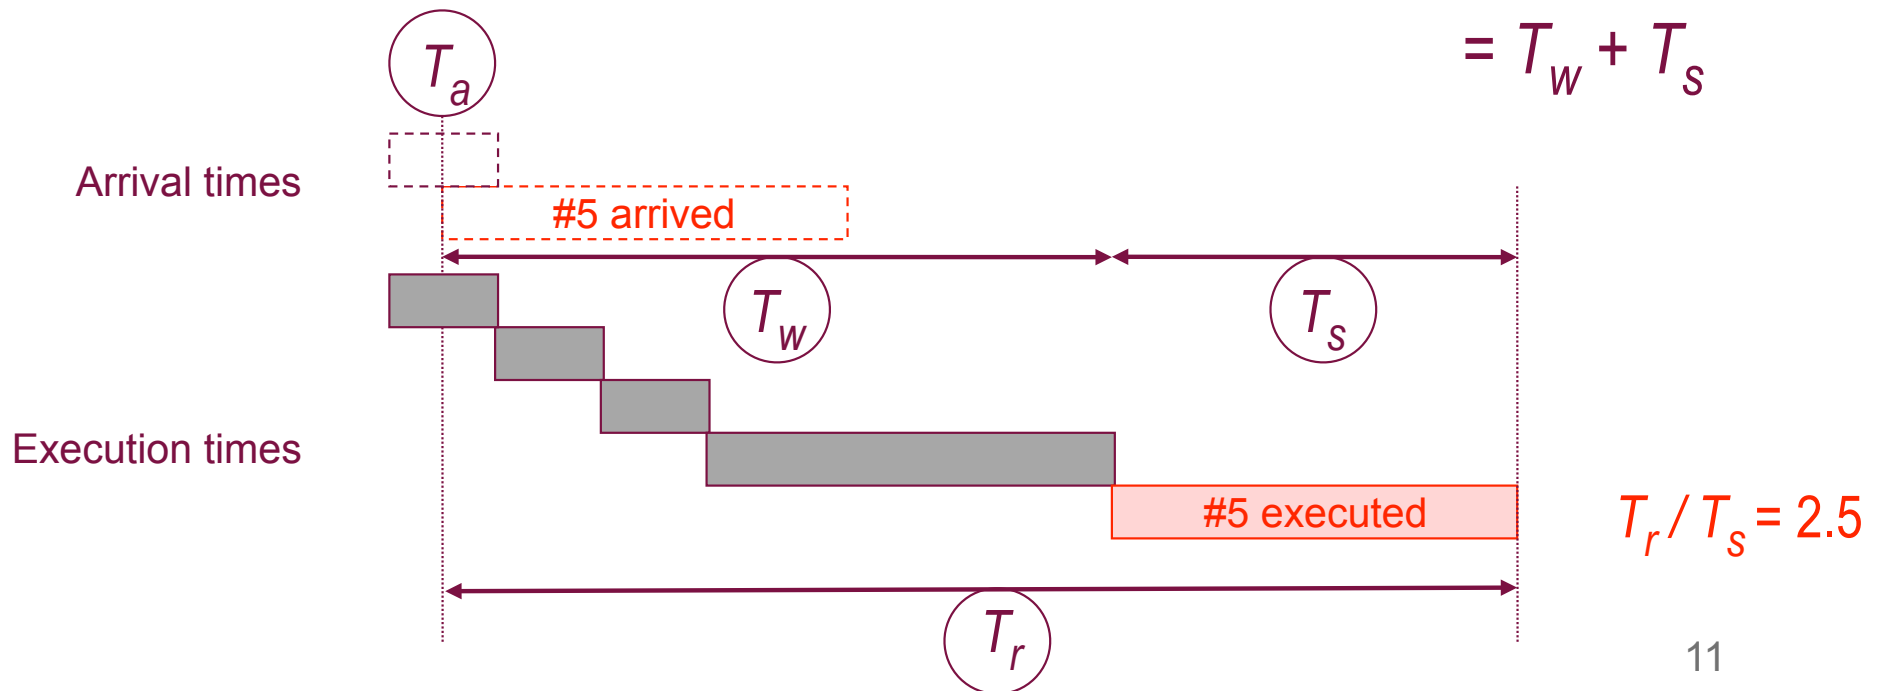 = Tw + Ts
Ta
Arrival times
#5 arrived
Tw
Ts
Execution times
#5 executed
Tr / Ts = 2.5
Tr
11